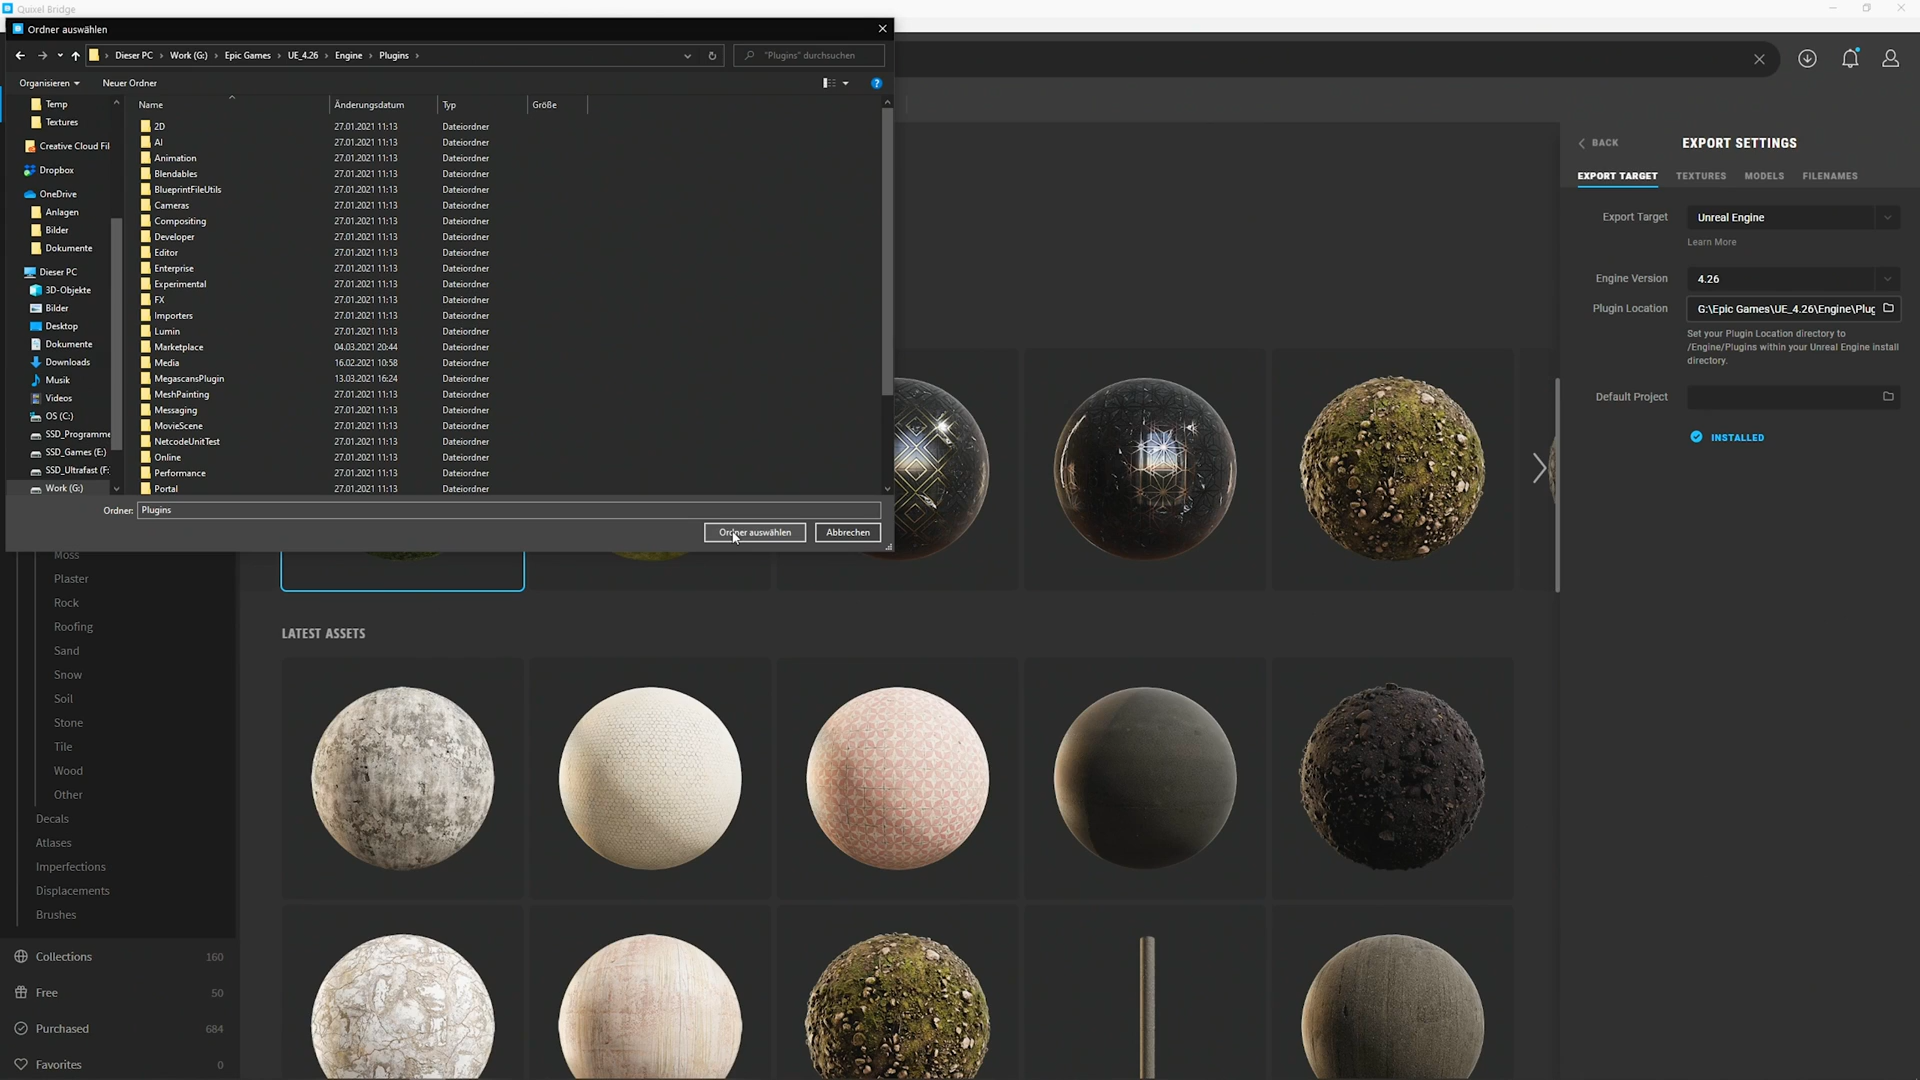 Quixel Bridge
Ordner auswählen
Dieser PC › Work (G:) › Epic Games › UE_4.26 › Engine › Plugins ›
"Plugins" durchsuchen
Organisieren
Neuer Ordner
Temp
Textures
Creative Cloud Fil
Dropbox
OneDrive
Anlagen
Bilder
Dokumente
Dieser PC
3D-Objekte
Bilder
Desktop
Dokumente
Downloads
Musik
Videos
OS (C:)
SSD_Programme
SSD_Games (E:)
SSD_Ultrafast (F:
Work (G:)
Name Änderungsdatum Typ Größe
2D 27.01.2021 11:13 Dateiordner
AI 27.01.2021 11:13 Dateiordner
Animation 27.01.2021 11:13 Dateiordner
Blendables 27.01.2021 11:13 Dateiordner
BlueprintFileUtils 27.01.2021 11:13 Dateiordner
Cameras 27.01.2021 11:13 Dateiordner
Compositing 27.01.2021 11:13 Dateiordner
Developer 27.01.2021 11:13 Dateiordner
Editor 27.01.2021 11:13 Dateiordner
Enterprise 27.01.2021 11:13 Dateiordner
Experimental 27.01.2021 11:13 Dateiordner
FX 27.01.2021 11:13 Dateiordner
Importers 27.01.2021 11:13 Dateiordner
Lumin 27.01.2021 11:13 Dateiordner
Marketplace 04.03.2021 20:44 Dateiordner
Media 16.02.2021 10:58 Dateiordner
MegascansPlugin 13.03.2021 16:24 Dateiordner
MeshPainting 27.01.2021 11:13 Dateiordner
Messaging 27.01.2021 11:13 Dateiordner
MovieScene 27.01.2021 11:13 Dateiordner
NetcodeUnitTest 27.01.2021 11:13 Dateiordner
Online 27.01.2021 11:13 Dateiordner
Performance 27.01.2021 11:13 Dateiordner
Portal 27.01.2021 11:13 Dateiordner
Ordner: Plugins
Ordner auswählen
Abbrechen
Moss
Plaster
Rock
Roofing
Sand
Snow
Soil
Stone
Tile
Wood
Other
Decals
Atlases
Imperfections
Displacements
Brushes
Collections 160
Free 50
Purchased 684
Favorites 0
LATEST ASSETS
BACK
EXPORT SETTINGS
EXPORT TARGET TEXTURES MODELS FILENAMES
Export Target Unreal Engine
Learn More
Engine Version 4.26
Plugin Location G:\Epic Games\UE_4.26\Engine\Plug
Set your Plugin Location directory to
/Engine/Plugins within your Unreal Engine install
directory.
Default Project
INSTALLED